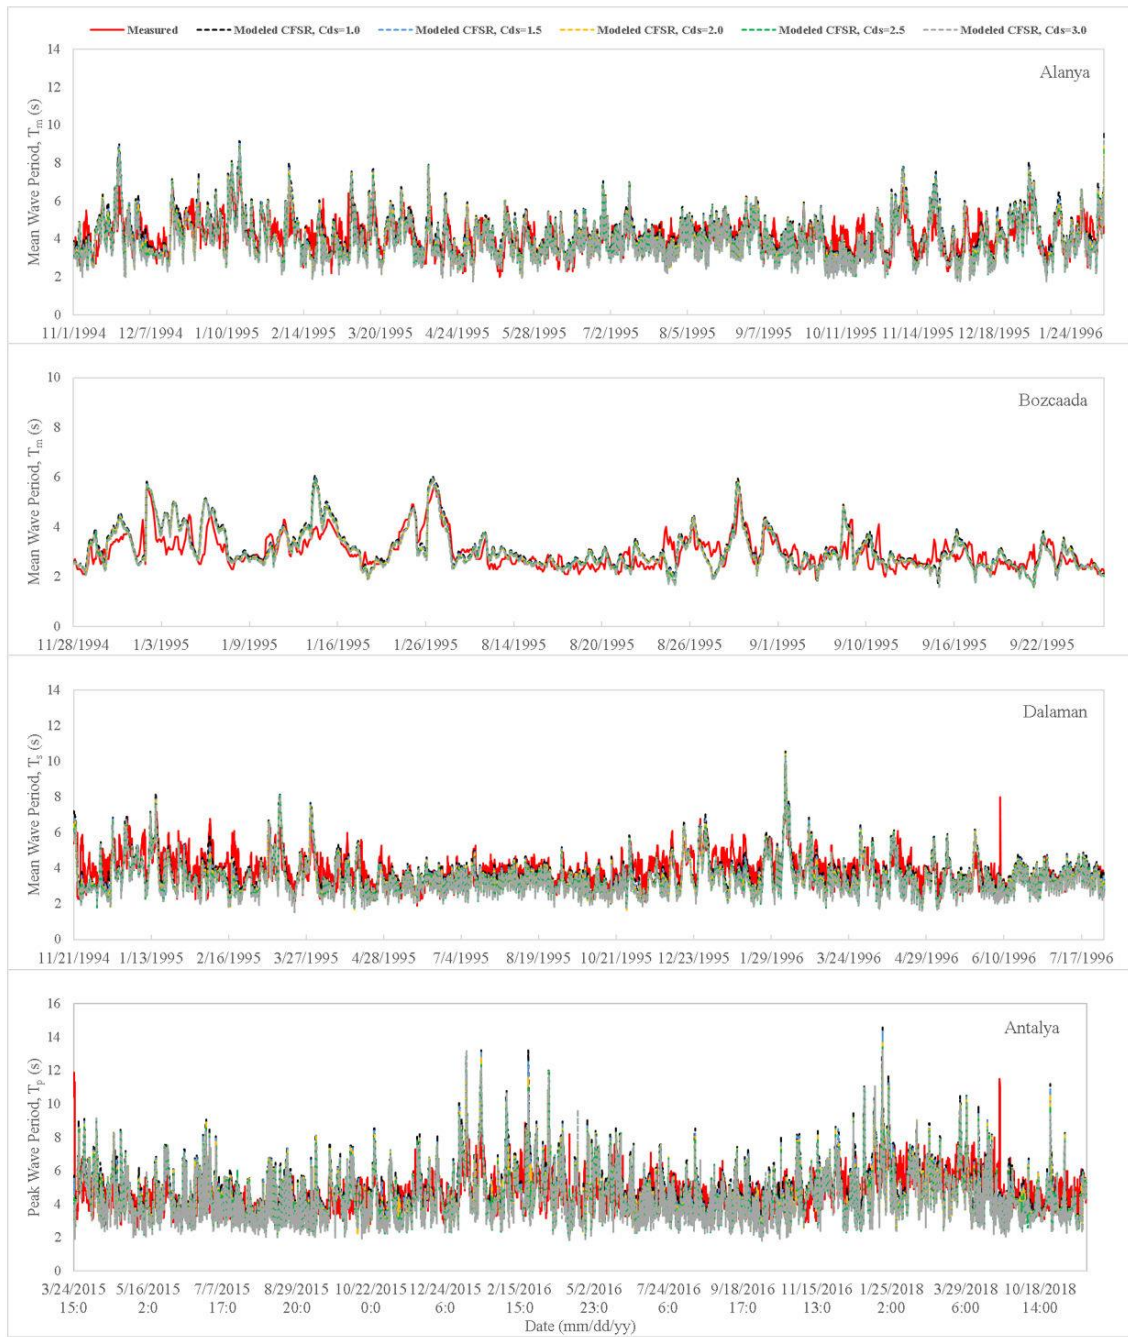 Measured Modeled CFSR, Cds=1.0 Modeled CFSR, Cds=1.5 Modeled CFSR, Cds=2.0 Modeled CFSR, Cds=2.5 Modeled CFSR, Cds=3.0
14
12
10
8
6
4
2
0
Mean Wave Period, Tm (s)
Alanya
11/1/1994 12/7/1994 1/10/1995 2/14/1995 3/20/1995 4/24/1995 5/28/1995 7/2/1995 8/5/1995 9/7/1995 10/11/1995 11/14/1995 12/18/1995 1/24/1996
10
8
6
4
2
0
Mean Wave Period, Tm (s)
Bozcaada
11/28/1994 1/3/1995 1/9/1995 1/16/1995 1/26/1995 8/14/1995 8/20/1995 8/26/1995 9/1/1995 9/10/1995 9/16/1995 9/22/1995
14
12
10
8
6
4
2
0
Mean Wave Period, Ts (s)
Dalaman
11/21/1994 1/13/1995 2/16/1995 3/27/1995 4/28/1995 7/4/1995 8/19/1995 10/21/1995 12/23/1995 1/29/1996 3/24/1996 4/29/1996 6/10/1996 7/17/1996
16
14
12
10
8
6
4
2
0
Peak Wave Period, Tp (s)
Antalya
3/24/2015 5/16/2015 7/7/2015 8/29/2015 10/22/2015 12/24/2015 2/15/2016 5/2/2016 7/24/2016 9/18/2016 11/15/2016 1/25/2018 3/29/2018 10/18/2018
15:0 2:0 17:0 20:0 0:0 6:0 15:0 23:0 6:0 17:0 13:0 2:00 6:00 14:00
Date (mm/dd/yy)